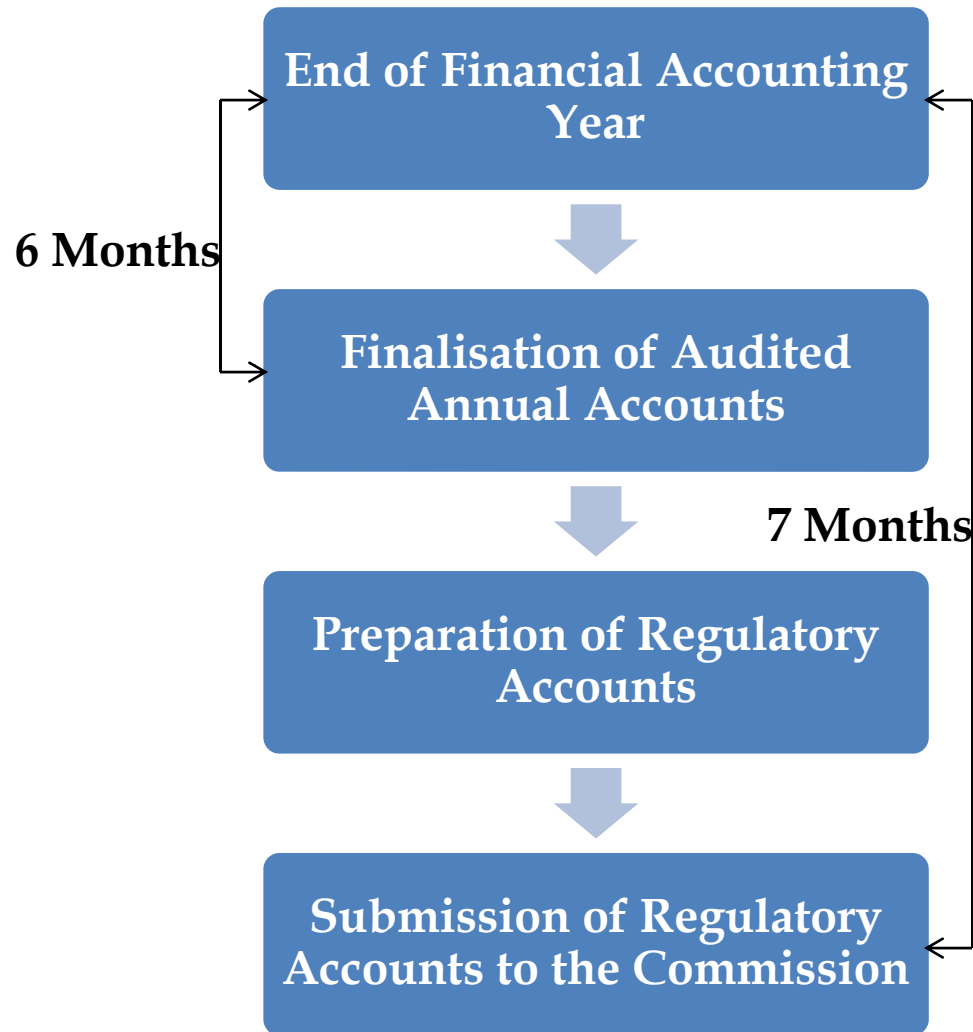 End of Financial Accounting
Year
6 Months
Finalisation of Audited
Annual Accounts
7 Months
Preparation of Regulatory
Accounts
Submission of Regulatory
Accounts to the Commission